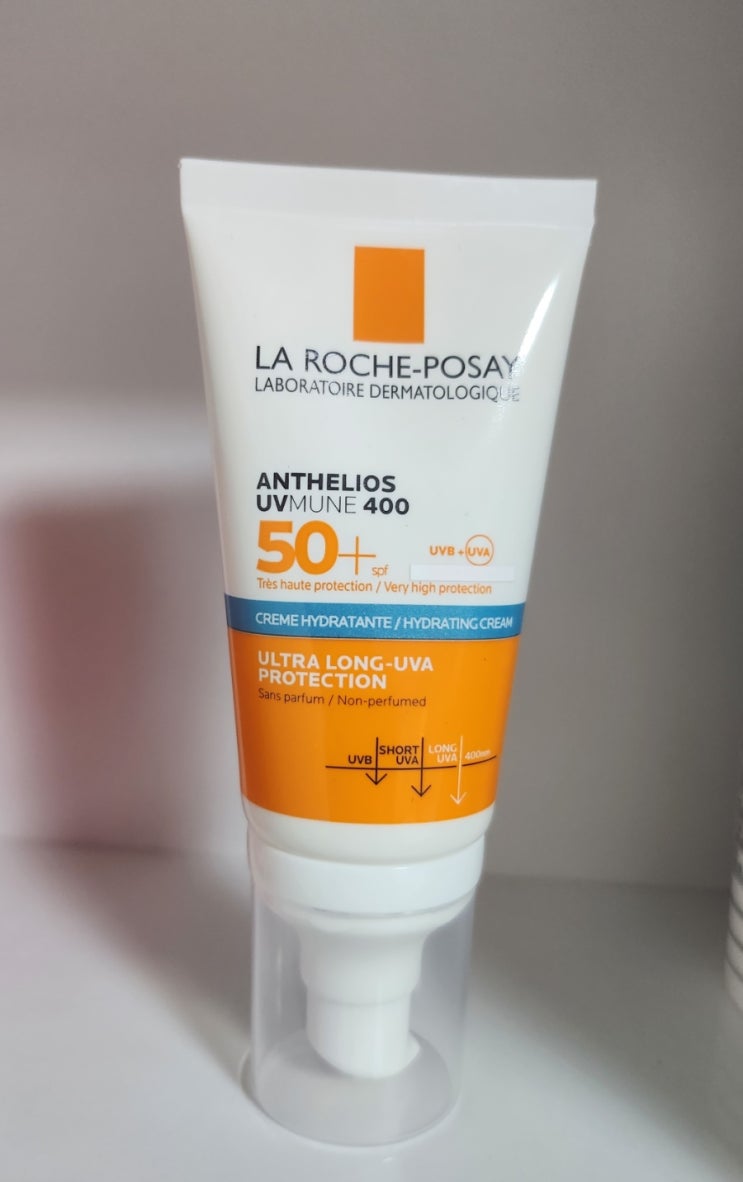 LA ROCHE-POSAY
LABORATOIRE DERMATOLOGIQUE
ANTHELIOS
UVMUNE 400
50+ spf
UVB + UVA
Très haute protection / Very high protection
CREME HYDRATANTE / HYDRATING CREAM
ULTRA LONG-UVA
PROTECTION
Sans parfum / Non-perfumed
UVB
SHORT UVA
LONG UVA
400nm